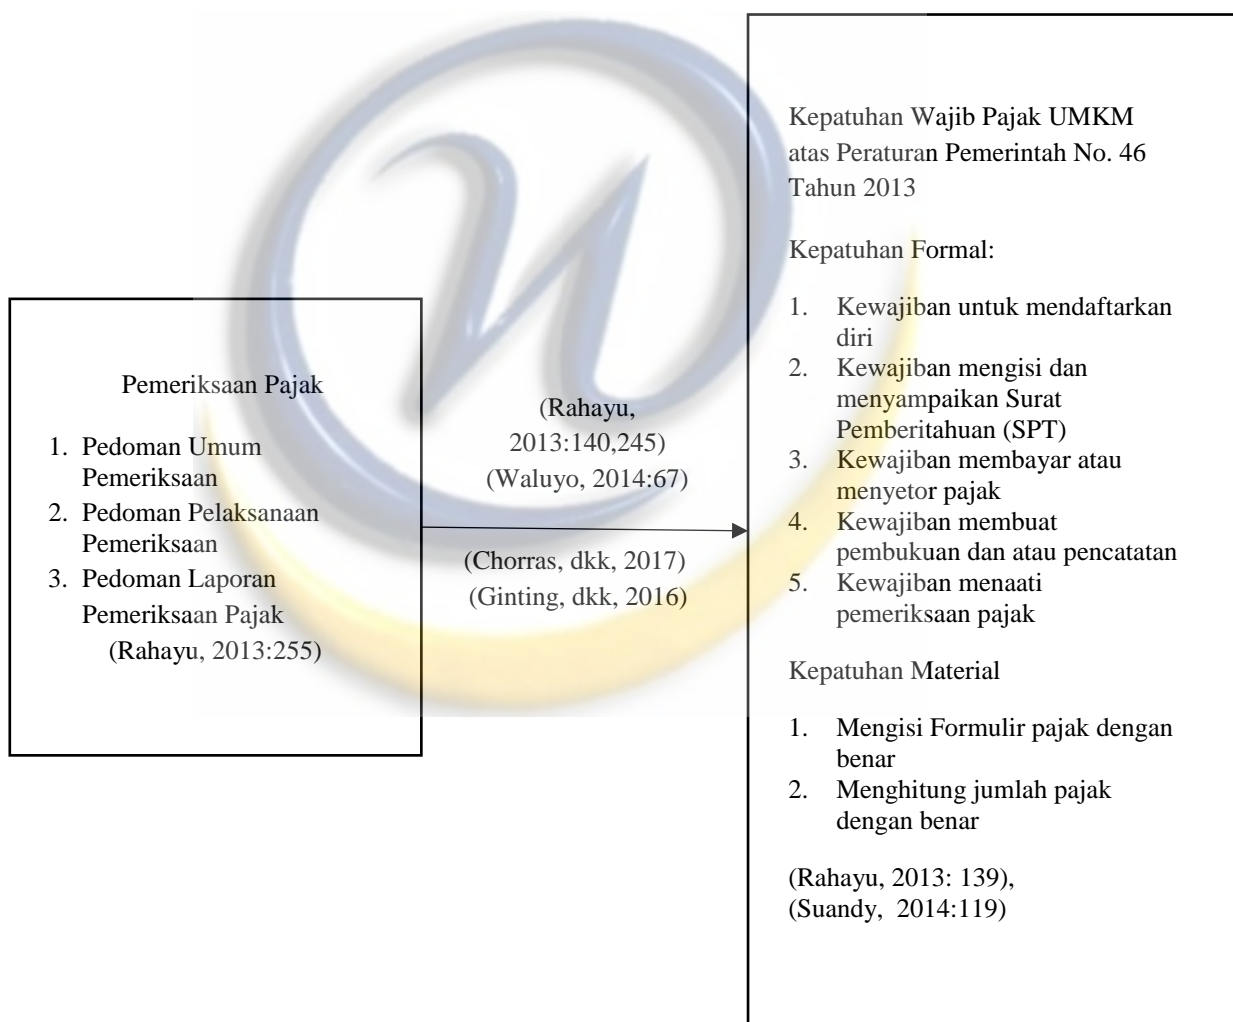 Pemeriksaan Pajak
1. Pedoman Umum
Pemeriksaan
2. Pedoman Pelaksanaan
Pemeriksaan
3. Pedoman Laporan
Pemeriksaan Pajak
(Rahayu, 2013:255)
(Rahayu,
2013:140,245)
(Waluyo, 2014:67)
(Chorras, dkk, 2017)
(Ginting, dkk, 2016)
Kepatuhan Wajib Pajak UMKM
atas Peraturan Pemerintah No. 46
Tahun 2013
Kepatuhan Formal:
1. Kewajiban untuk mendaftarkan
diri
2. Kewajiban mengisi dan
menyampaikan Surat
Pemberitahuan (SPT)
3. Kewajiban membayar atau
menyetor pajak
4. Kewajiban membuat
pembukuan dan atau pencatatan
5. Kewajiban menaati
pemeriksaan pajak
Kepatuhan Material
1. Mengisi Formulir pajak dengan
benar
2. Menghitung jumlah pajak
dengan benar
(Rahayu, 2013: 139),
(Suandy, 2014:119)